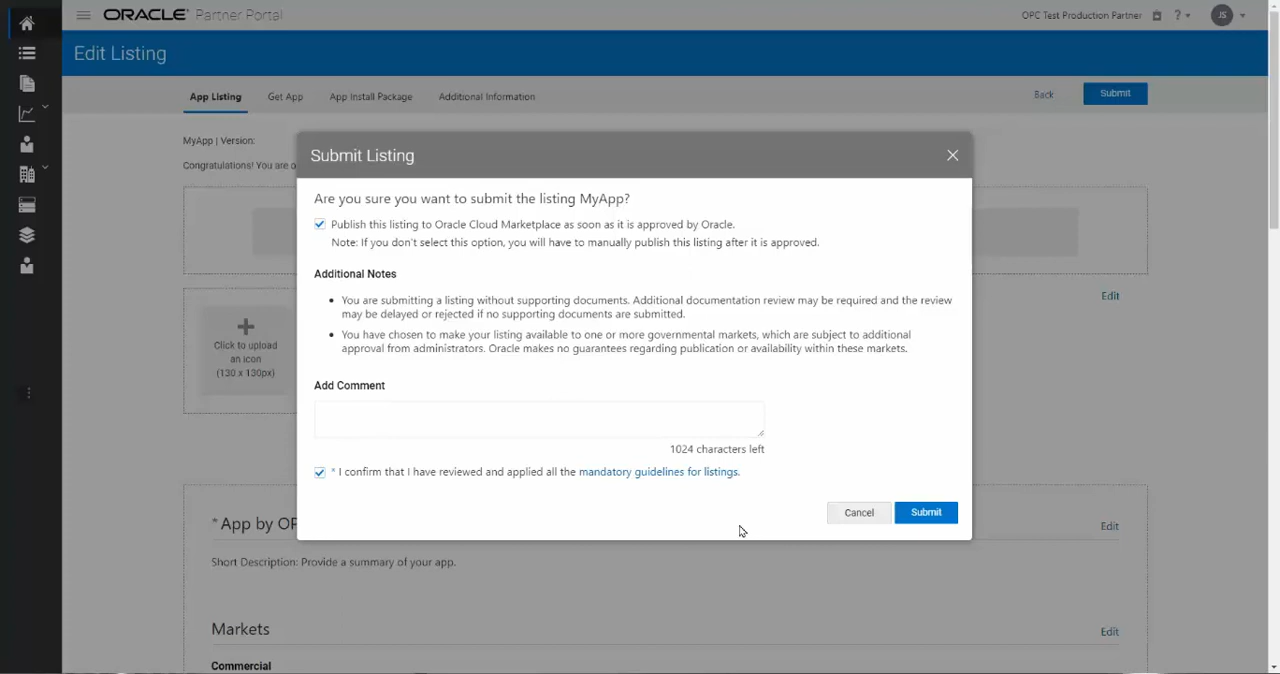 ORACLE Partner Portal
OPC Test Production Partner
?
JS
Edit Listing
App Listing
Get App
App Install Package
Additional Information
Back
Submit
MyApp | Version:
Congratulations! You are
Submit Listing
Are you sure you want to submit the listing MyApp?
Publish this listing to Oracle Cloud Marketplace as soon as it is approved by Oracle.
Note: If you don't select this option, you will have to manually publish this listing after it is approved.
Additional Notes
• You are submitting a listing without supporting documents. Additional documentation review may be required and the review
may be delayed or rejected if no supporting documents are submitted.
• You have chosen to make your listing available to one or more governmental markets, which are subject to additional
approval from administrators. Oracle makes no guarantees regarding publication or availability within these markets.
Edit
Click to upload
an icon
(130 x 130px)
Add Comment
1024 characters left
* I confirm that I have reviewed and applied all the mandatory guidelines for listings.
Cancel
Submit
* App by OP
Edit
Short Description: Provide a summary of your app.
Markets
Edit
Commercial